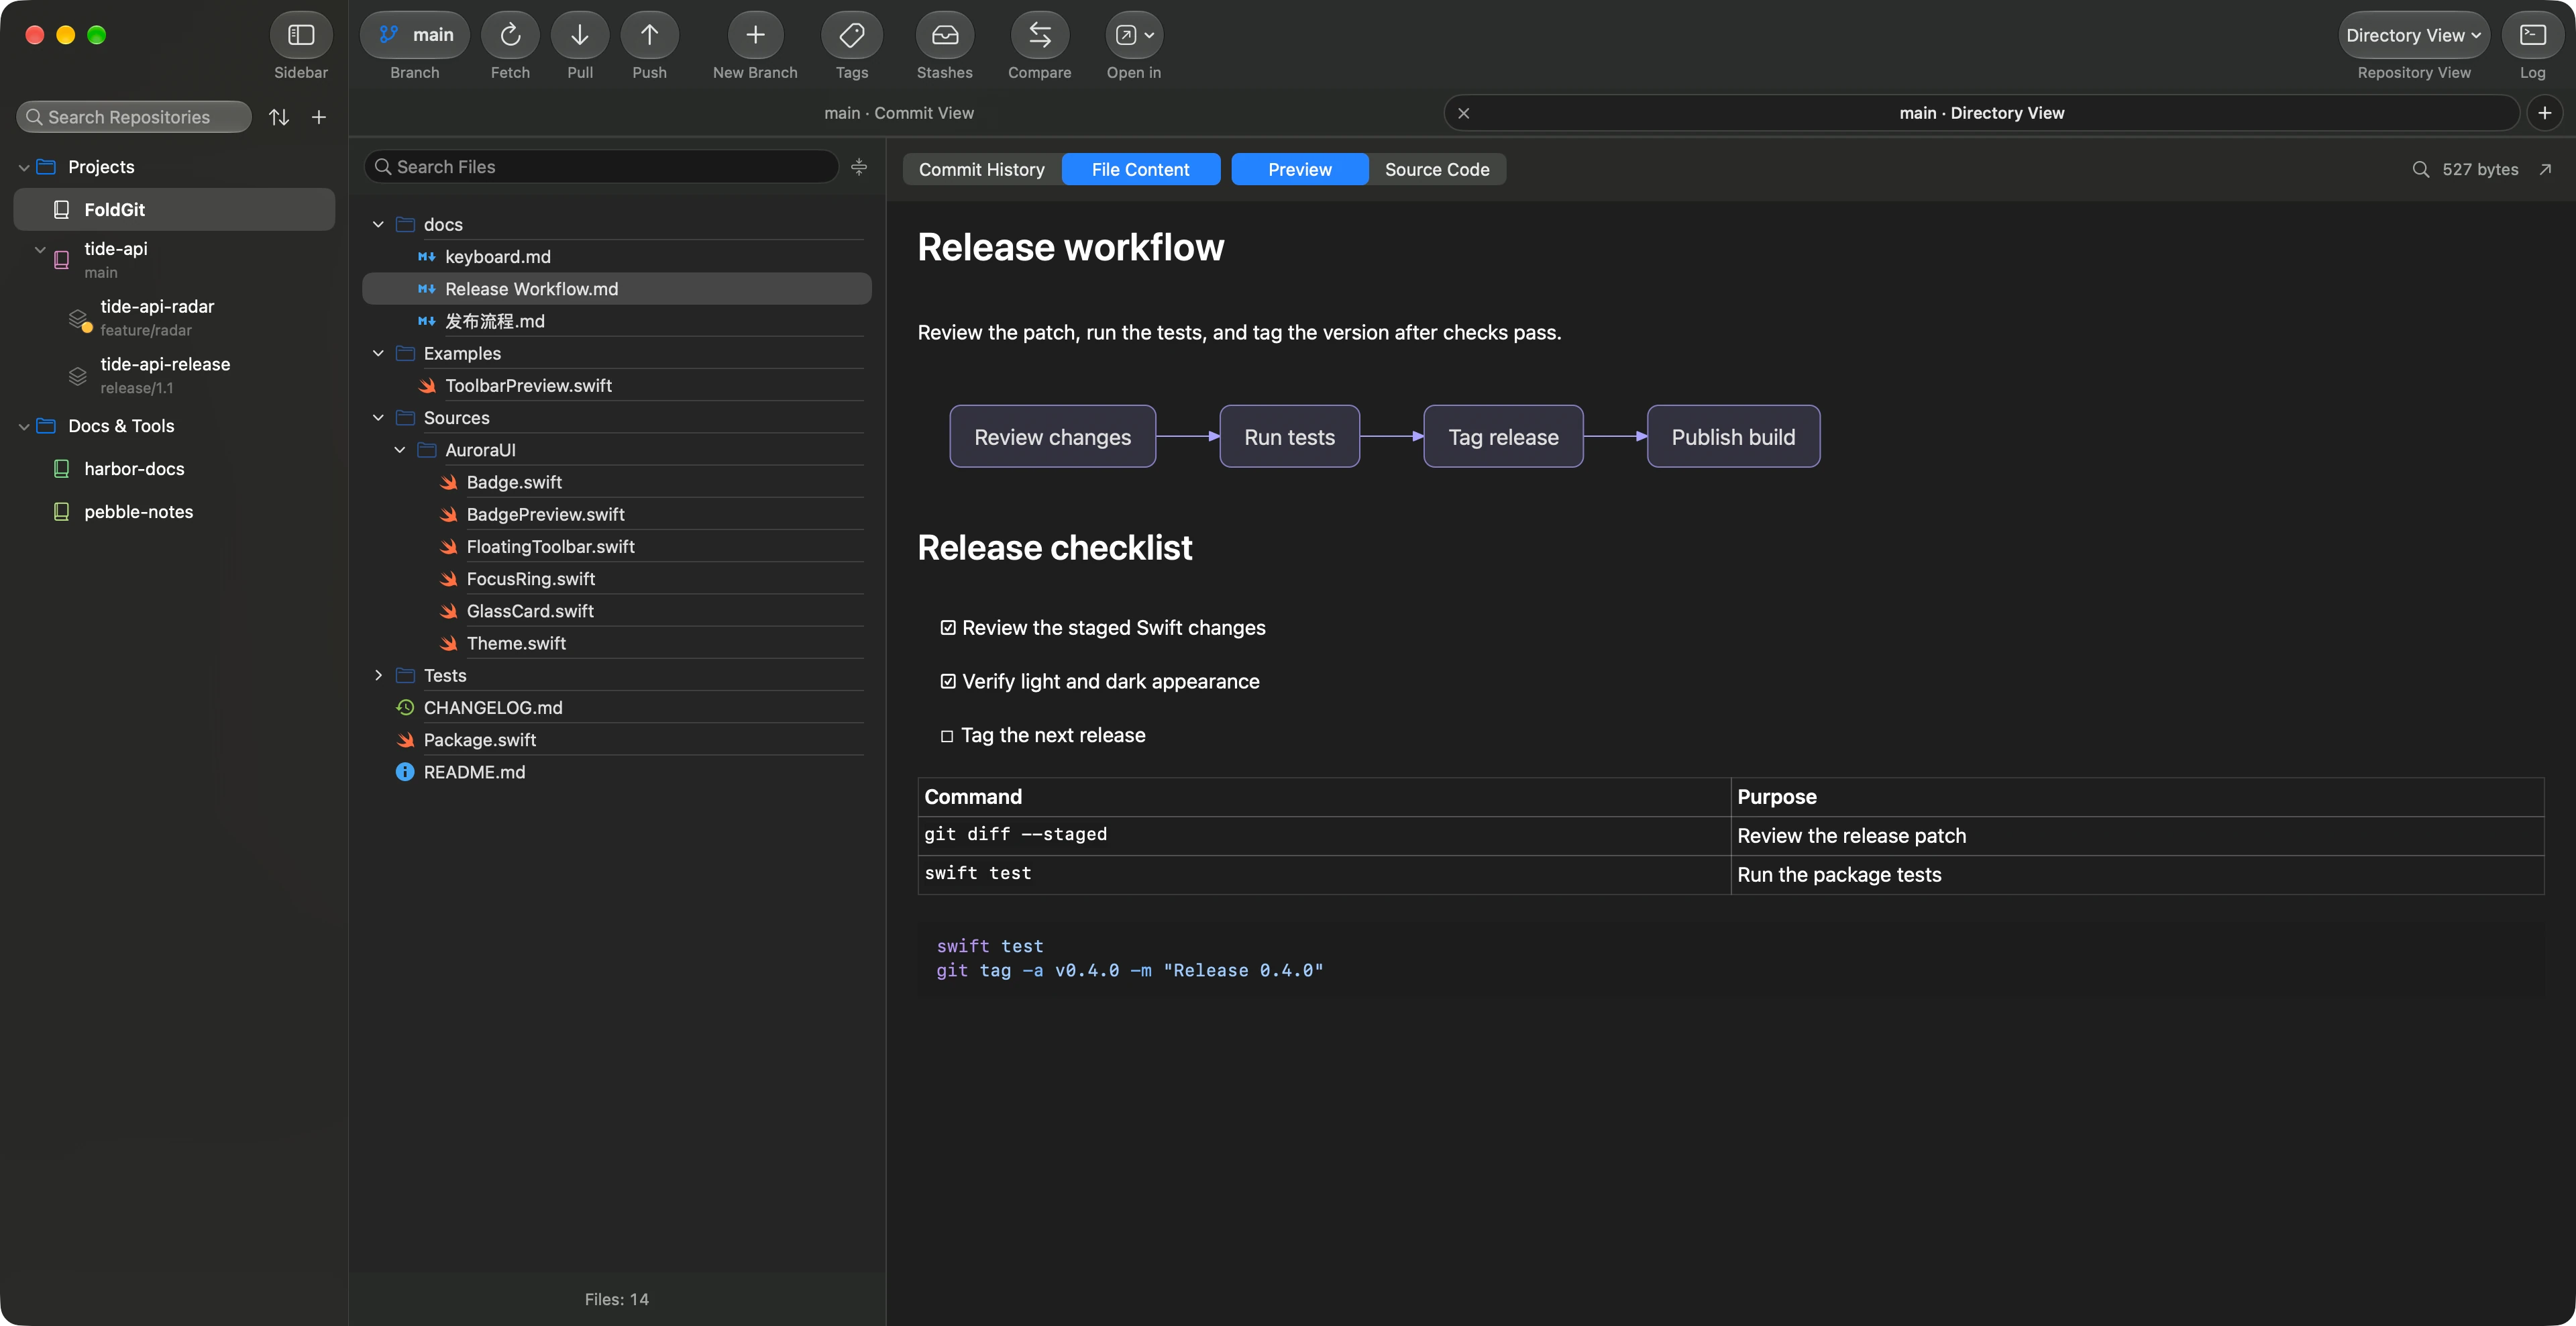 main
Sidebar
Branch
Fetch
Pull
Push
New Branch
Tags
Stashes
Compare
Open in
Directory View
Repository View
Log
Search Repositories
Projects
FoldGit
tide-api
main
tide-api-radar
feature/radar
tide-api-release
release/1.1
Docs & Tools
harbor-docs
pebble-notes
main · Commit View
main · Directory View
Search Files
docs
keyboard.md
Release Workflow.md
发布流程.md
Examples
ToolbarPreview.swift
Sources
AuroraUI
Badge.swift
BadgePreview.swift
FloatingToolbar.swift
FocusRing.swift
GlassCard.swift
Theme.swift
Tests
CHANGELOG.md
Package.swift
README.md
Files: 14
Commit History
File Content
Preview
Source Code
527 bytes
Release workflow
Review the patch, run the tests, and tag the version after checks pass.
Review changes
Run tests
Tag release
Publish build
Release checklist
Review the staged Swift changes
Verify light and dark appearance
Tag the next release
Command Purpose
git diff --staged Review the release patch
swift test Run the package tests
swift test
git tag -a v0.4.0 -m "Release 0.4.0"